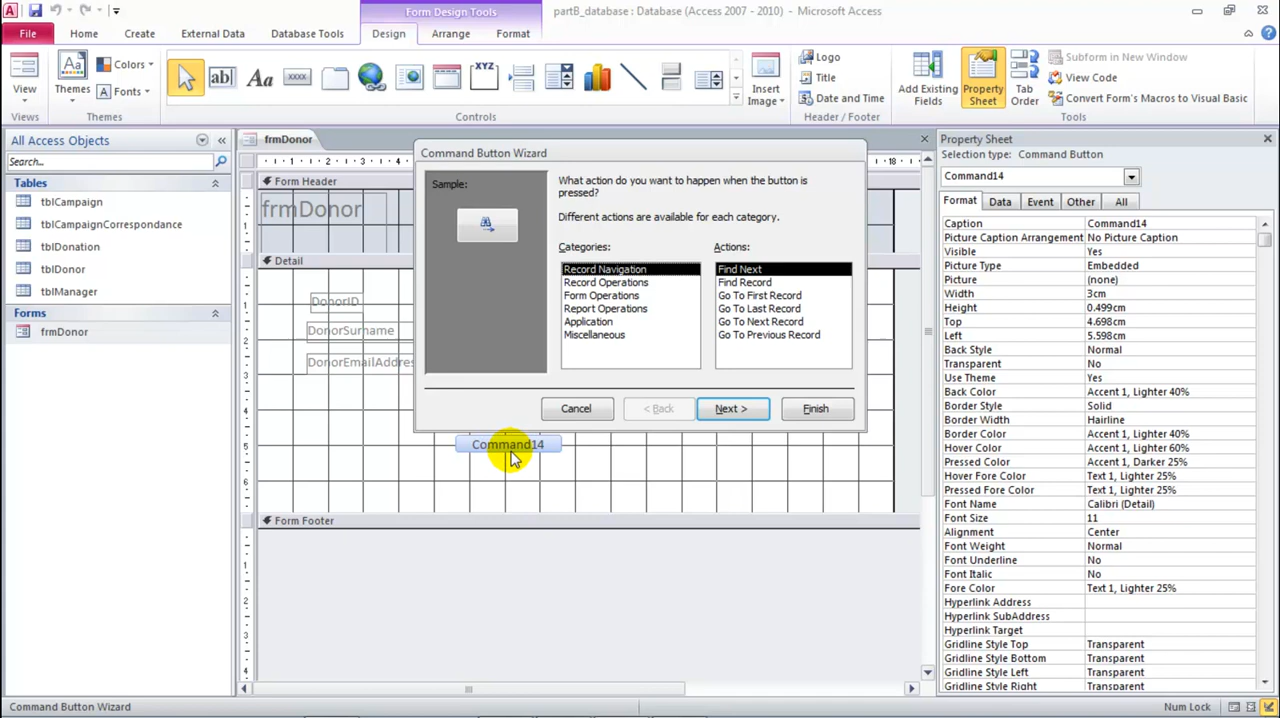 Form Design Tools
partB_database : Database (Access 2007 - 2010) - Microsoft Access
File Home Create External Data Database Tools Design Arrange Format
View
Views
Themes
Colors
Fonts
Themes
ab|
Aa
XXXX
XYZ
Controls
Insert Image
Logo
Title
Date and Time
Header / Footer
Add Existing Fields
Property Sheet
Tab Order
Subform in New Window
View Code
Convert Form's Macros to Visual Basic
Tools
All Access Objects
Search...
Tables
tblCampaign
tblCampaignCorrespondance
tblDonation
tblDonor
tblManager
Forms
frmDonor
frmDonor
Form Header
frmDonor
Detail
DonorID
DonorSurname
DonorEmailAddres
Command14
Form Footer
Command Button Wizard
Sample:
What action do you want to happen when the button is
pressed?
Different actions are available for each category.
Categories: Actions:
Record Navigation
Record Operations
Form Operations
Report Operations
Application
Miscellaneous
Find Next
Find Record
Go To First Record
Go To Last Record
Go To Next Record
Go To Previous Record
Cancel < Back Next > Finish
Property Sheet
Selection type: Command Button
Command14
Format Data Event Other All
Caption Command14
Picture Caption Arrangement No Picture Caption
Visible Yes
Picture Type Embedded
Picture (none)
Width 3cm
Height 0.499cm
Top 4.698cm
Left 5.598cm
Back Style Normal
Transparent No
Use Theme Yes
Back Color Accent 1, Lighter 40%
Border Style Solid
Border Width Hairline
Border Color Accent 1, Lighter 40%
Hover Color Accent 1, Lighter 60%
Pressed Color Accent 1, Darker 25%
Hover Fore Color Text 1, Lighter 25%
Pressed Fore Color Text 1, Lighter 25%
Font Name Calibri (Detail)
Font Size 11
Alignment Center
Font Weight Normal
Font Underline No
Font Italic No
Fore Color Text 1, Lighter 25%
Hyperlink Address
Hyperlink SubAddress
Hyperlink Target
Gridline Style Top Transparent
Gridline Style Bottom Transparent
Gridline Style Left Transparent
Gridline Style Right Transparent
Command Button Wizard
Num Lock